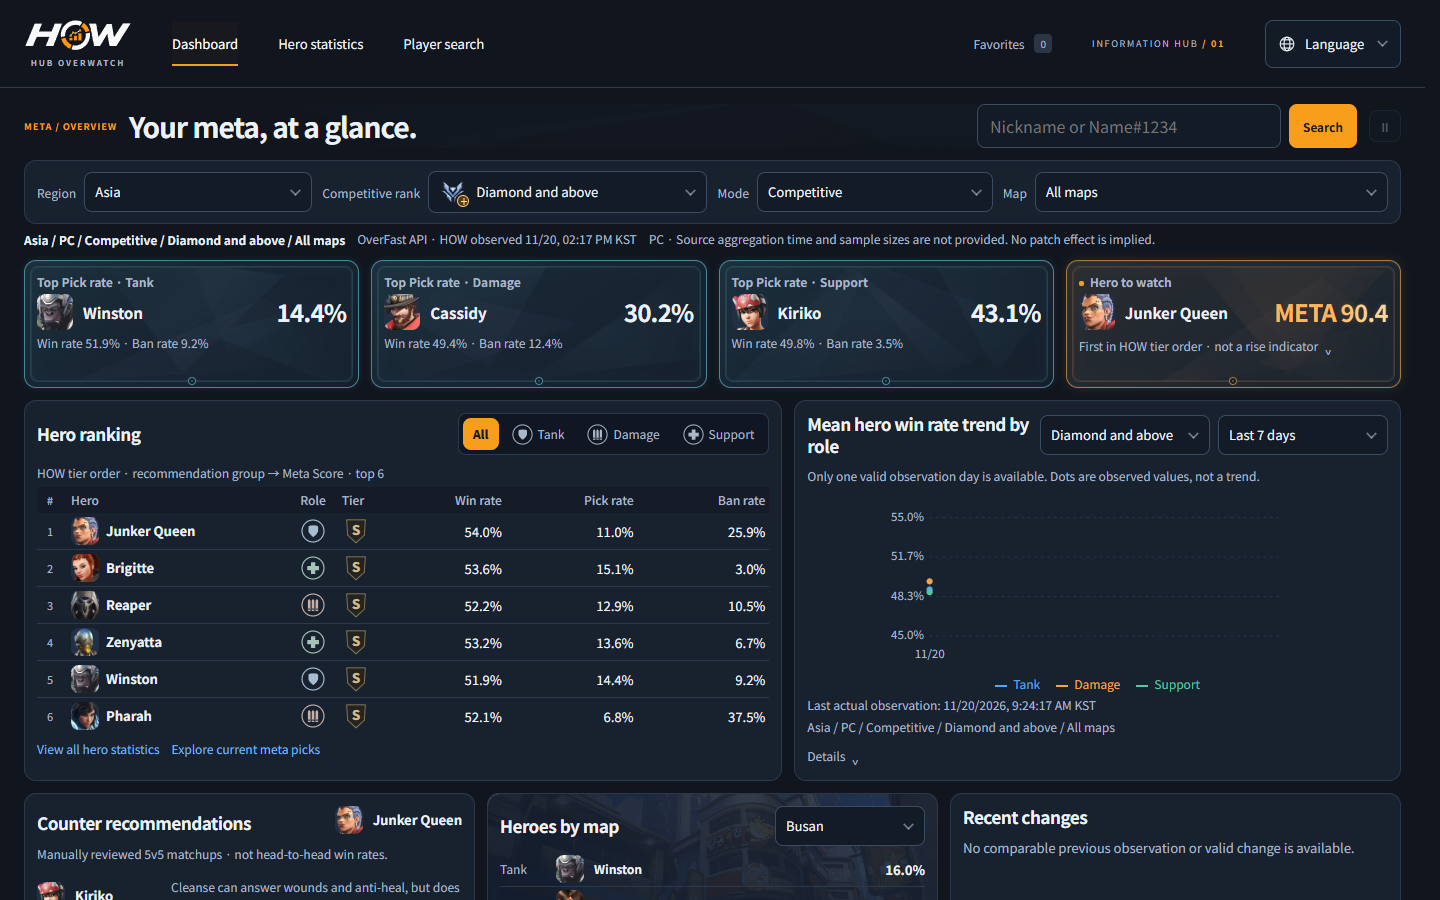 HOW
HUB OVERWATCH
Dashboard
Hero statistics
Player search
Favorites 0
INFORMATION HUB / 01
Language
META / OVERVIEW
Your meta, at a glance.
Nickname or Name#1234
Search
Region
Asia
Competitive rank
Diamond and above
Mode
Competitive
Map
All maps
Asia / PC / Competitive / Diamond and above / All maps
OverFast API · HOW observed 11/20, 02:17 PM KST
PC · Source aggregation time and sample sizes are not provided. No patch effect is implied.
Top Pick rate · Tank
Winston
14.4%
Win rate 51.9% · Ban rate 9.2%
Top Pick rate · Damage
Cassidy
30.2%
Win rate 49.4% · Ban rate 12.4%
Top Pick rate · Support
Kiriko
43.1%
Win rate 49.8% · Ban rate 3.5%
Hero to watch
Junker Queen
META 90.4
First in HOW tier order · not a rise indicator
Hero ranking
All
Tank
Damage
Support
HOW tier order · recommendation group → Meta Score · top 6
# Hero Role Tier Win rate Pick rate Ban rate
1 Junker Queen S 54.0% 11.0% 25.9%
2 Brigitte S 53.6% 15.1% 3.0%
3 Reaper S 52.2% 12.9% 10.5%
4 Zenyatta S 53.2% 13.6% 6.7%
5 Winston S 51.9% 14.4% 9.2%
6 Pharah S 52.1% 6.8% 37.5%
View all hero statistics
Explore current meta picks
Mean hero win rate trend by
role
Diamond and above
Last 7 days
Only one valid observation day is available. Dots are observed values, not a trend.
55.0%
51.7%
48.3%
45.0%
11/20
Tank
Damage
Support
Last actual observation: 11/20/2026, 9:24:17 AM KST
Asia / PC / Competitive / Diamond and above / All maps
Details
Counter recommendations
Junker Queen
Manually reviewed 5v5 matchups · not head-to-head win rates.
Kiriko
Cleanse can answer wounds and anti-heal, but does
Heroes by map
Busan
Tank
Winston
16.0%
Recent changes
No comparable previous observation or valid change is available.